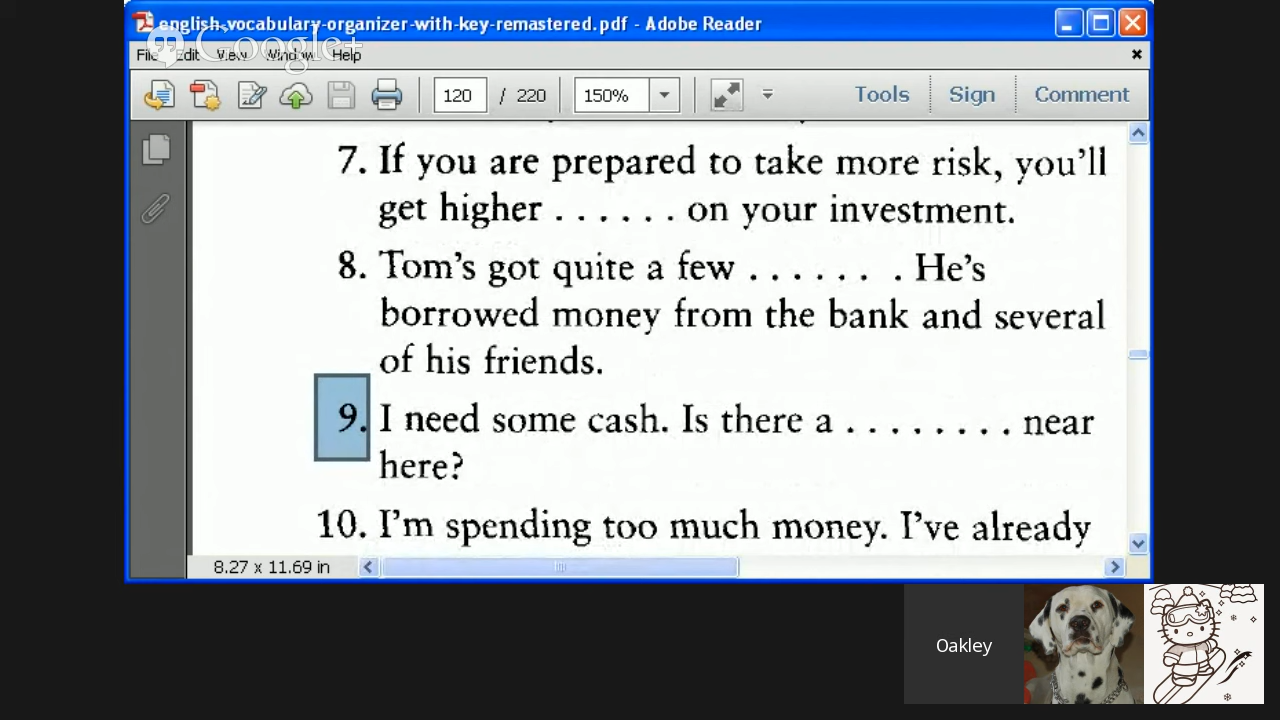 english-vocabulary-organizer-with-key-remastered.pdf - Adobe Reader
Google+
File Edit View Window Help
120 / 220 150% Tools Sign Comment
7. If you are prepared to take more risk, you'll
get higher . . . . . . on your investment.
8. Tom's got quite a few . . . . . . . He's
borrowed money from the bank and several
of his friends.
9. I need some cash. Is there a . . . . . . . . near
here?
10. I'm spending too much money. I've already
8.27 x 11.69 in
Oakley